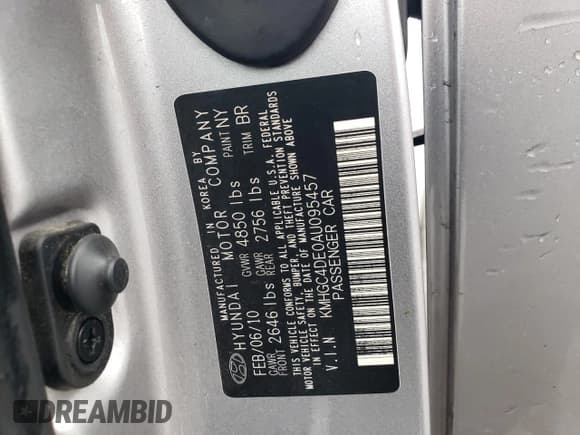 MANUFACTURED IN KOREA BY
HYUNDAI MOTOR COMPANY
FEB/06/10 GVWR 4850 lbs PAINT NY
GAWR FRONT 2646 lbs GAWR REAR 2756 lbs TRIM BR
THIS VEHICLE CONFORMS TO ALL APPLICABLE U.S.A. FEDERAL
MOTOR VEHICLE SAFETY, BUMPER, AND THEFT PREVENTION STANDARDS
IN EFFECT ON THE DATE OF MANUFACTURE SHOWN ABOVE
V.I.N KMHGC4DE0AU095457
PASSENGER CAR
DREAMBID